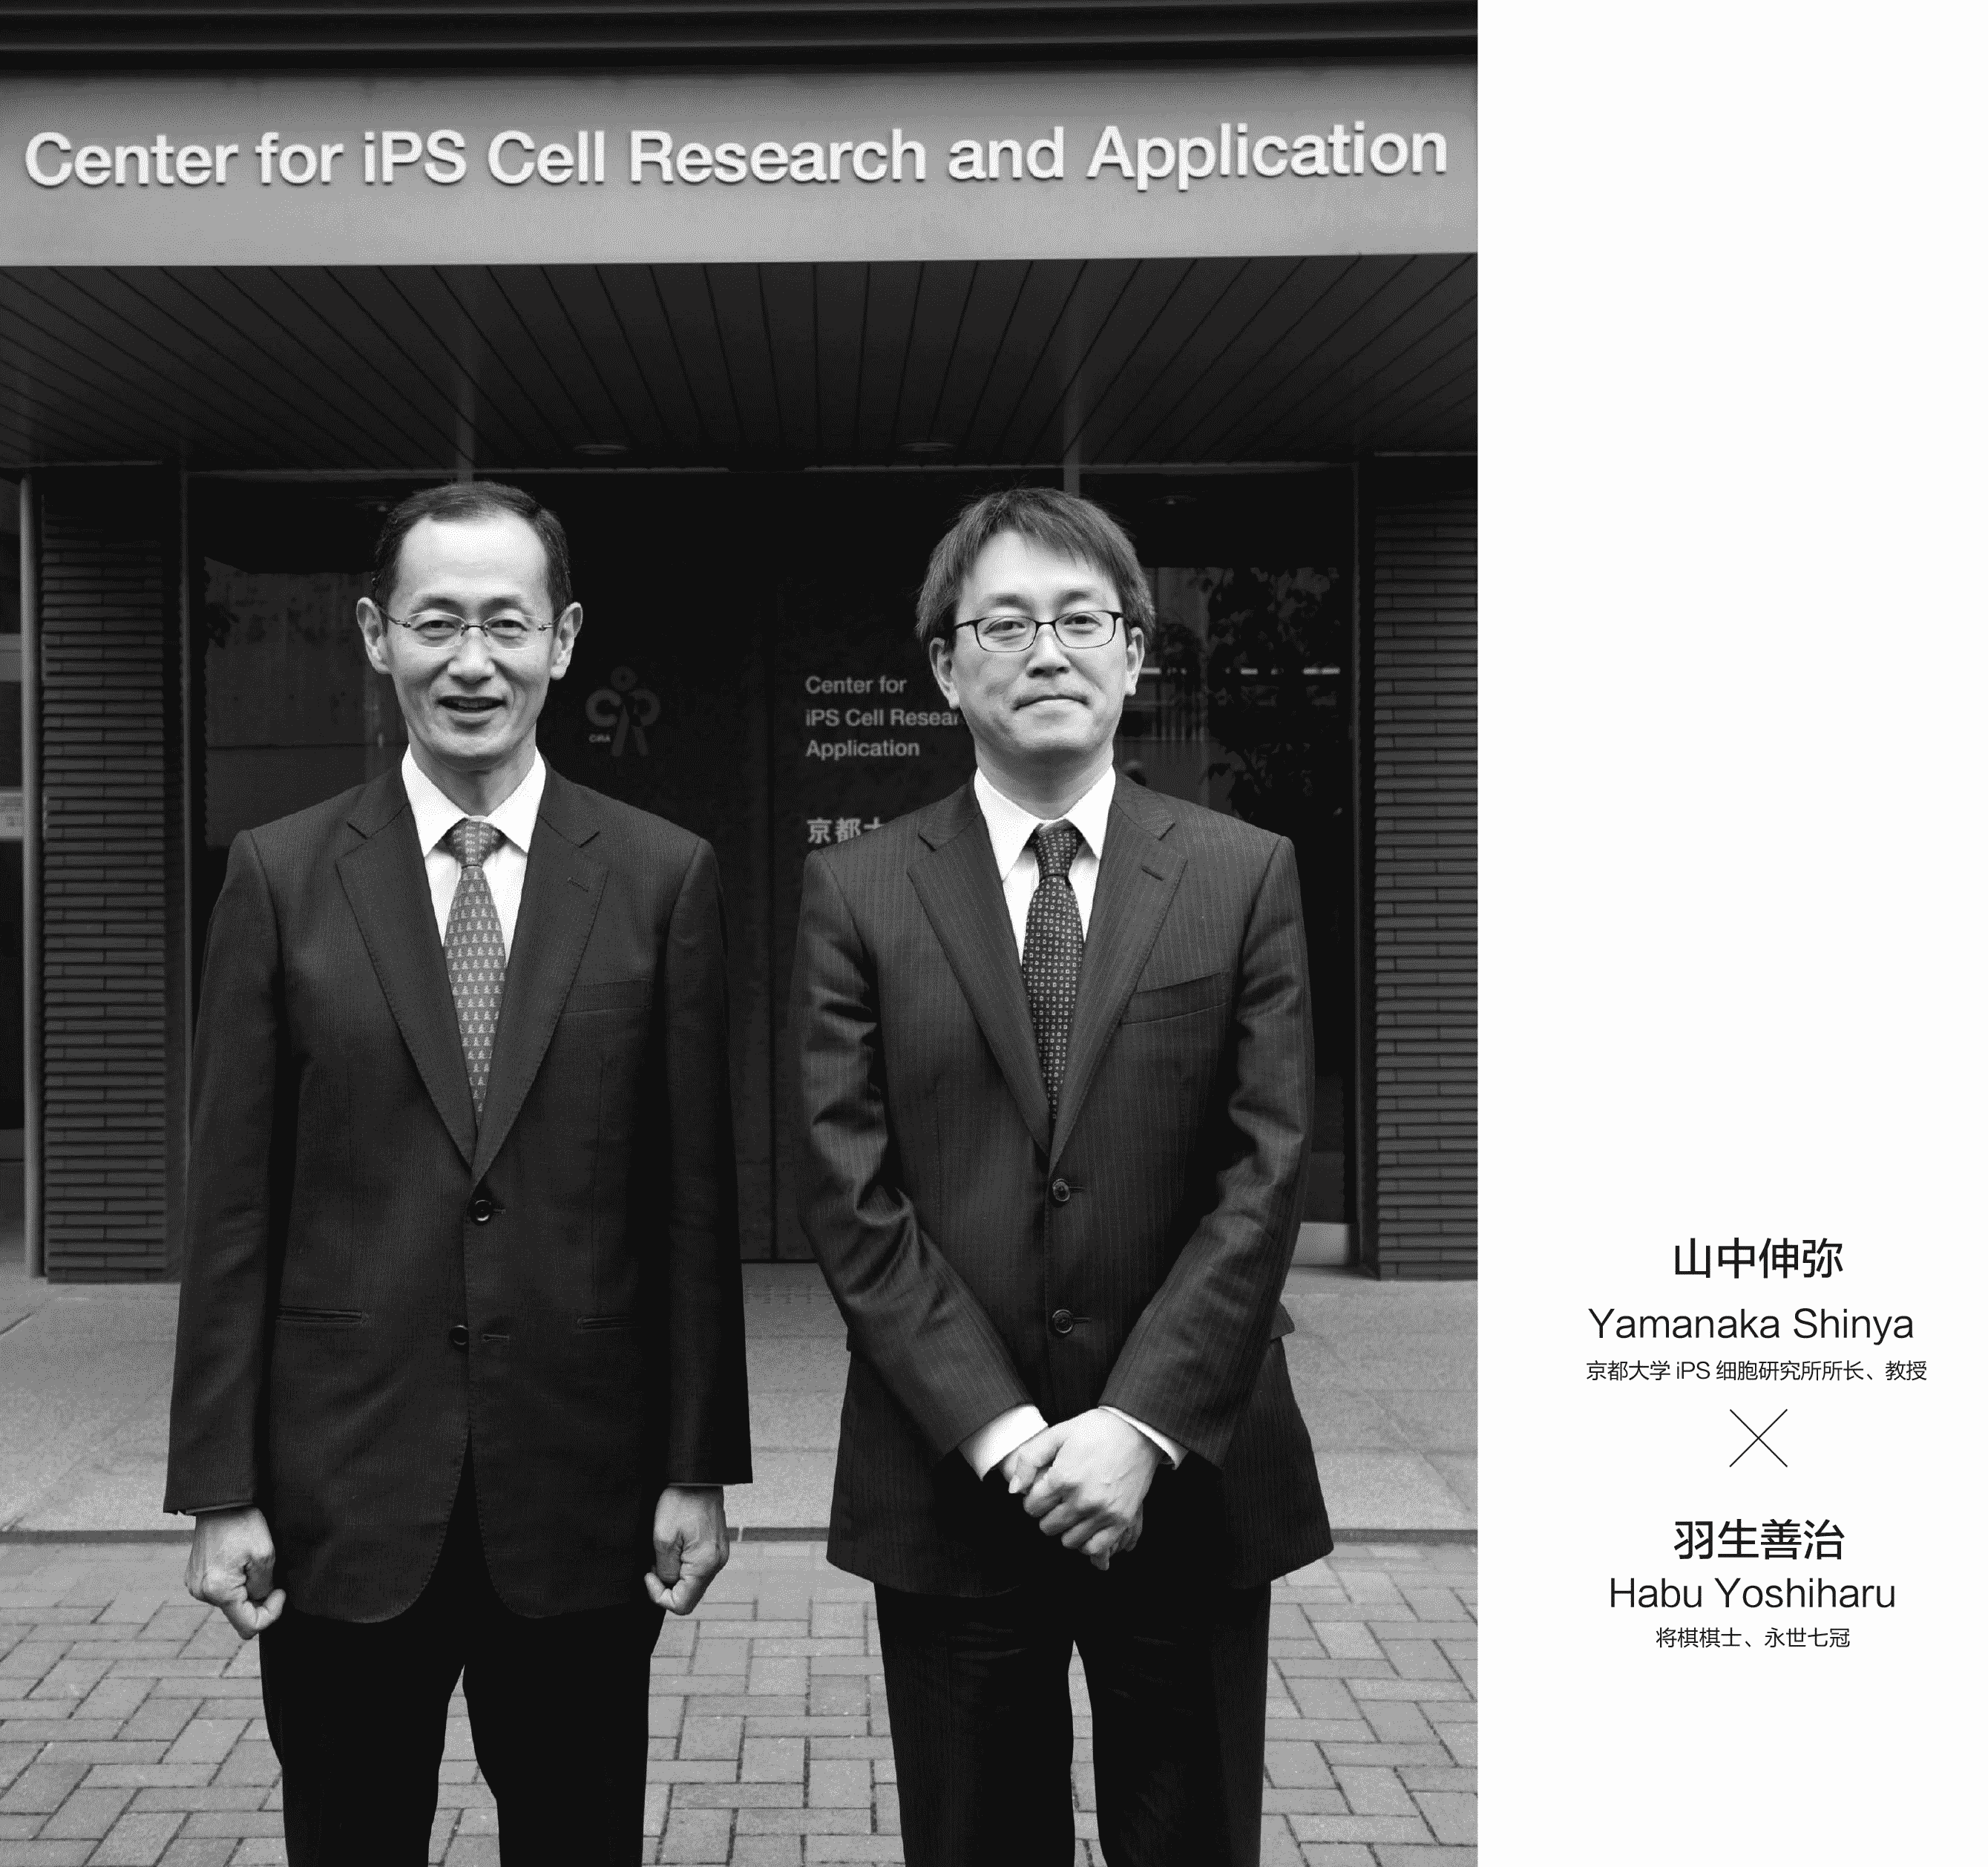 Center for iPS Cell Research and Application
CiRA
Center for
iPS Cell Resear
Application
京都大
山中伸弥
Yamanaka Shinya
京都大学 iPS 细胞研究所所长、教授
羽生善治
Habu Yoshiharu
将棋棋士、永世七冠